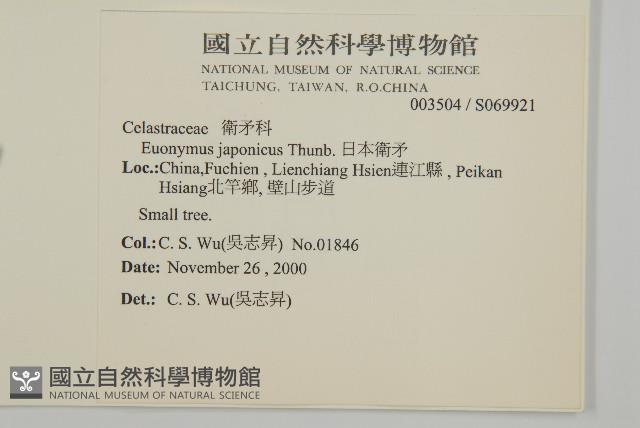 國立自然科學博物館
NATIONAL MUSEUM OF NATURAL SCIENCE
TAICHUNG, TAIWAN, R.O.CHINA
003504 / S069921
Celastraceae 衛矛科
Euonymus japonicus Thunb. 日本衛矛
Loc.:China,Fuchien , Lienchiang Hsien連江縣 , Peikan
Hsiang北竿鄉, 壁山步道
Small tree.
Col.: C. S. Wu(吳志昇) No.01846
Date: November 26 , 2000
Det.: C. S. Wu(吳志昇)
國立自然科學博物館
NATIONAL MUSEUM OF NATURAL SCIENCE